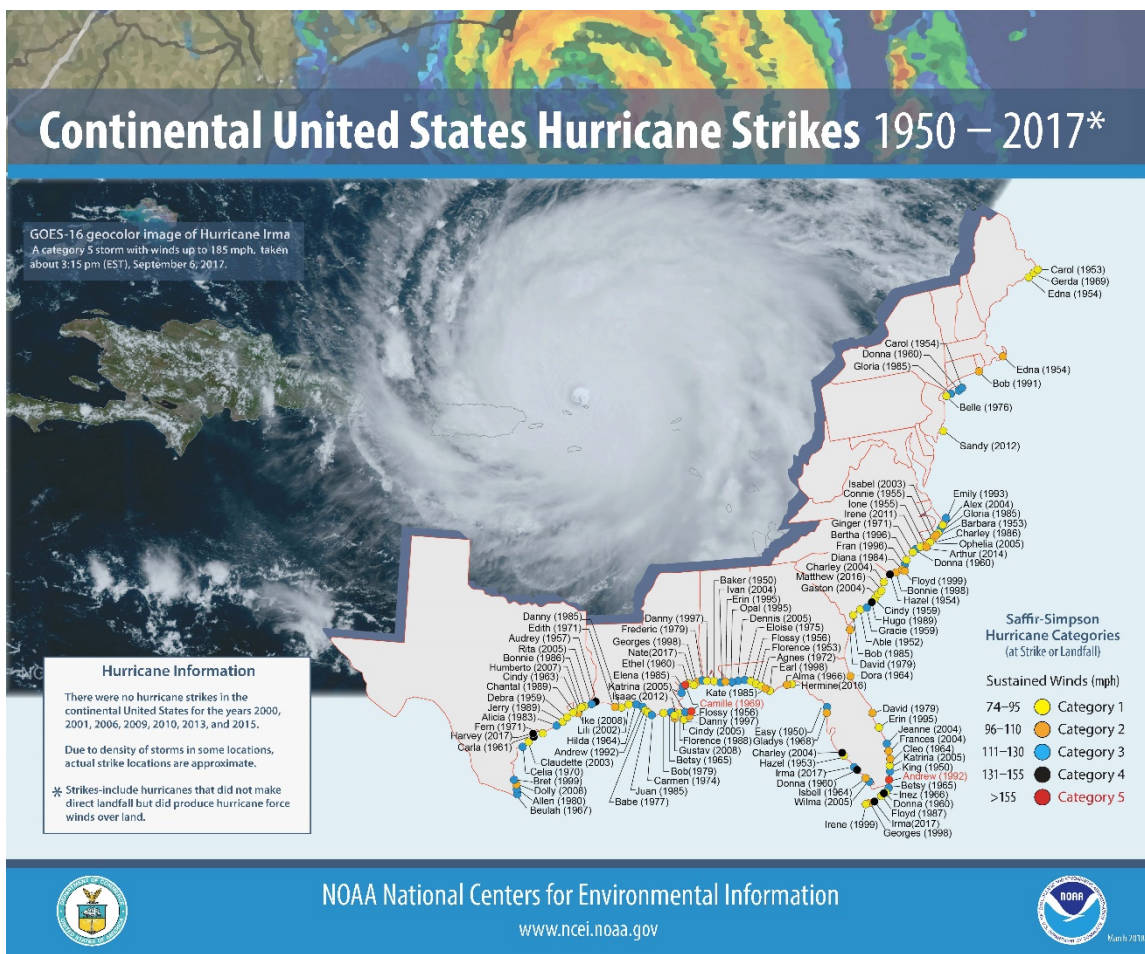 Continental United States Hurricane Strikes 1950 – 2017*
GOES-16 geocolor image of Hurricane Irma
A category 5 storm with winds up to 185 mph, taken
about 3:15 pm (EST), September 6, 2017.
Carol (1953)
Gerda (1969)
Edna (1954)
Carol (1954)
Donna (1960)
Gloria (1985)
Edna (1954)
Bob (1991)
Belle (1976)
Sandy (2012)
Isabel (2003)
Connie (1955)
Ione (1955)
Irene (2011)
Ginger (1971)
Bertha (1996)
Fran (1996)
Diana (1984)
Charley (2004)
Matthew (2016)
Gaston (2004)
Emily (1993)
Alex (2004)
Gloria (1985)
Barbara (1953)
Charley (1986)
Ophelia (2005)
Arthur (2014)
Donna (1960)
Floyd (1999)
Bonnie (1998)
Hazel (1954)
Cindy (1959)
Hugo (1989)
Gracie (1959)
Able (1952)
Bob (1985)
David (1979)
Dora (1964)
Baker (1950)
Ivan (2004)
Erin (1995)
Opal (1995)
Dennis (2005)
Eloise (1975)
Flossy (1956)
Florence (1953)
Agnes (1972)
Earl (1998)
Alma (1966)
Hermine(2016)
Danny (1997)
Frederic (1979)
Georges (1998)
Nate(2017)
Ethel (1960)
Elena (1985)
Katrina (2005)
Isaac (2012)
Kate (1985)
Camille (1969)
Flossy (1956)
Danny (1997)
Cindy (2005)
Florence (1988)
Gustav (2008)
Betsy (1965)
Bob(1979)
Carmen (1974)
Juan (1985)
Babe (1977)
Danny (1985)
Edith (1971)
Audrey (1957)
Rita (2005)
Bonnie (1986)
Humberto (2007)
Cindy (1963)
Chantal (1989)
Debra (1959)
Jerry (1989)
Alicia (1983)
Fern (1971)
Harvey (2017)
Carla (1961)
Ike (2008)
Lili (2002)
Hilda (1964)
Andrew (1992)
Claudette (2003)
Celia (1970)
Bret (1999)
Dolly (2008)
Allen (1980)
Beulah (1967)
Easy (1950)
Gladys (1968)
Charley (2004)
Hazel (1953)
Irma (2017)
Donna (1960)
Isbell (1964)
Wilma (2005)
Irene (1999)
David (1979)
Erin (1995)
Jeanne (2004)
Frances (2004)
Cleo (1964)
Katrina (2005)
King (1950)
Andrew (1992)
Betsy (1965)
Inez (1966)
Donna (1960)
Floyd (1987)
Irma(2017)
Georges (1998)
Hurricane Information
There were no hurricane strikes in the
continental United States for the years 2000,
2001, 2006, 2009, 2010, 2013, and 2015.
Due to density of storms in some locations,
actual strike locations are approximate.
* Strikes-include hurricanes that did not make
direct landfall but did produce hurricane force
winds over land.
Saffir-Simpson
Hurricane Categories
(at Strike or Landfall)
Sustained Winds (mph)
74–95 Category 1
96–110 Category 2
111–130 Category 3
131–155 Category 4
>155 Category 5
NOAA National Centers for Environmental Information
www.ncei.noaa.gov
DEPARTMENT OF COMMERCE
UNITED STATES OF AMERICA
NOAA
March 2018